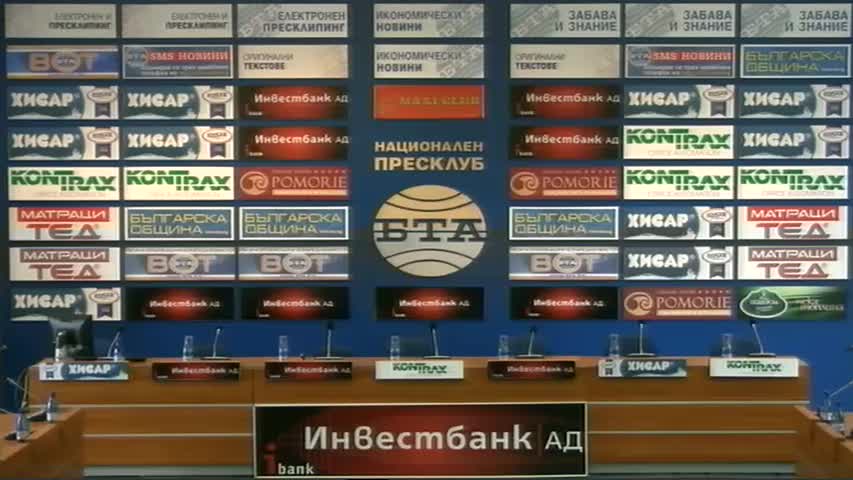 ЕЛЕКТРОНЕН И ПРЕСКЛИПИНГ
ЕЛЕКТРОНЕН И ПРЕСКЛИПИНГ
ЕЛЕКТРОНЕН И ПРЕСКЛИПИНГ
ИКОНОМИЧЕСКИ НОВИНИ
ЗАБАВА И ЗНАНИЕ
ЗАБАВА И ЗНАНИЕ
ЗАБАВА И ЗНАНИЕ
ВОТ
SMS НОВИНИ
ОРИГИНАЛНИ ТЕКСТОВЕ
ИКОНОМИЧЕСКИ НОВИНИ
ОРИГИНАЛНИ ТЕКСТОВЕ
SMS НОВИНИ
БЪЛГАРСКА ОБЩИНА
ХИСАР
ХИСАР
Инвестбанк АД
ibank
MAXI CLUB
Инвестбанк АД
ХИСАР
ХИСАР
ХИСАР
ХИСАР
Инвестбанк АД
ibank
НАЦИОНАЛЕН
ПРЕСКЛУБ
Инвестбанк АД
KONTRAX
ХИСАР
KONTRAX
KONTRAX
POMORIE
POMORIE
KONTRAX
KONTRAX
МАТРАЦИ ТЕД
БЪЛГАРСКА ОБЩИНА
БЪЛГАРСКА ОБЩИНА
БТА
БЪЛГАРСКА ОБЩИНА
ХИСАР
МАТРАЦИ ТЕД
МАТРАЦИ ТЕД
ВОТ
ВОТ
ВОТ
ХИСАР
МАТРАЦИ ТЕД
ХИСАР
Инвестбанк АД
Инвестбанк АД
Инвестбанк АД
Инвестбанк АД
POMORIE
ХИСАР
Инвестбанк АД
Инвестбанк АД
KONTRAX
Инвестбанк АД
ХИСАР
KONTRAX
Инвестбанк АД
ibank